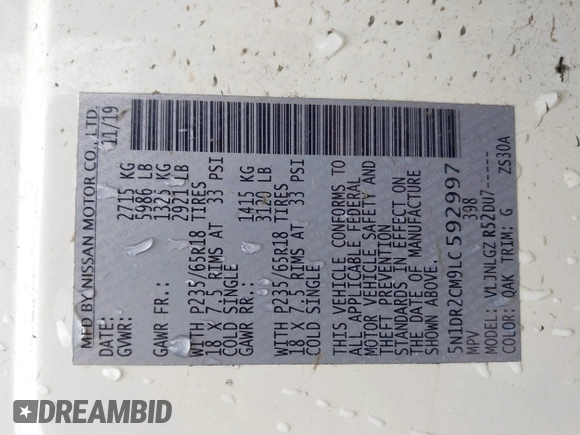 MFD BY NISSAN MOTOR CO., LTD.
DATE: 11/19
GVWR: 2715 KG
5986 LB
GAWR FR.: 1325 KG
2921 LB
WITH P235/65R18 TIRES
18 X 7.5 RIMS AT 33 PSI
COLD SINGLE
GAWR RR.: 1415 KG
3120 LB
WITH P235/65R18 TIRES
18 X 7.5 RIMS AT 33 PSI
COLD SINGLE
THIS VEHICLE CONFORMS TO
ALL APPLICABLE FEDERAL
MOTOR VEHICLE SAFETY AND
THEFT PREVENTION
STANDARDS IN EFFECT ON
THE DATE OF MANUFACTURE
SHOWN ABOVE.
5N1DR2CM9LC592997
MPV 398
MODEL: VLJNLGZ R52DU7-----
COLOR: QAK TRIM: G ZS30A
DREAMBID